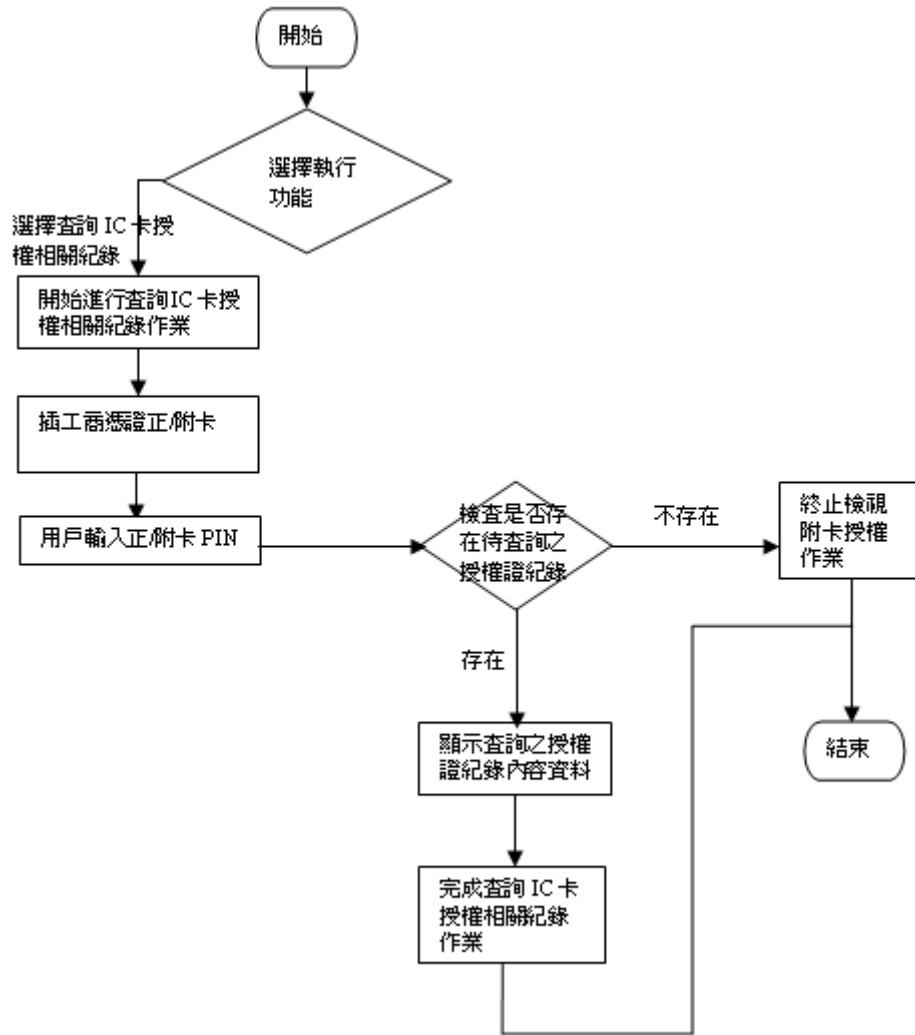 開始
選擇執行
功能
選擇查詢 IC 卡授
權相關紀錄
開始進行查詢 IC 卡授
權相關紀錄作業
插工商憑證正/附卡
用戶輸入正/附卡 PIN
檢查是否存
在待查詢之
授權證紀錄
不存在
終止檢視
附卡授權
作業
存在
顯示查詢之授權
證紀錄內容資料
結束
完成查詢 IC 卡
授權相關紀錄
作業